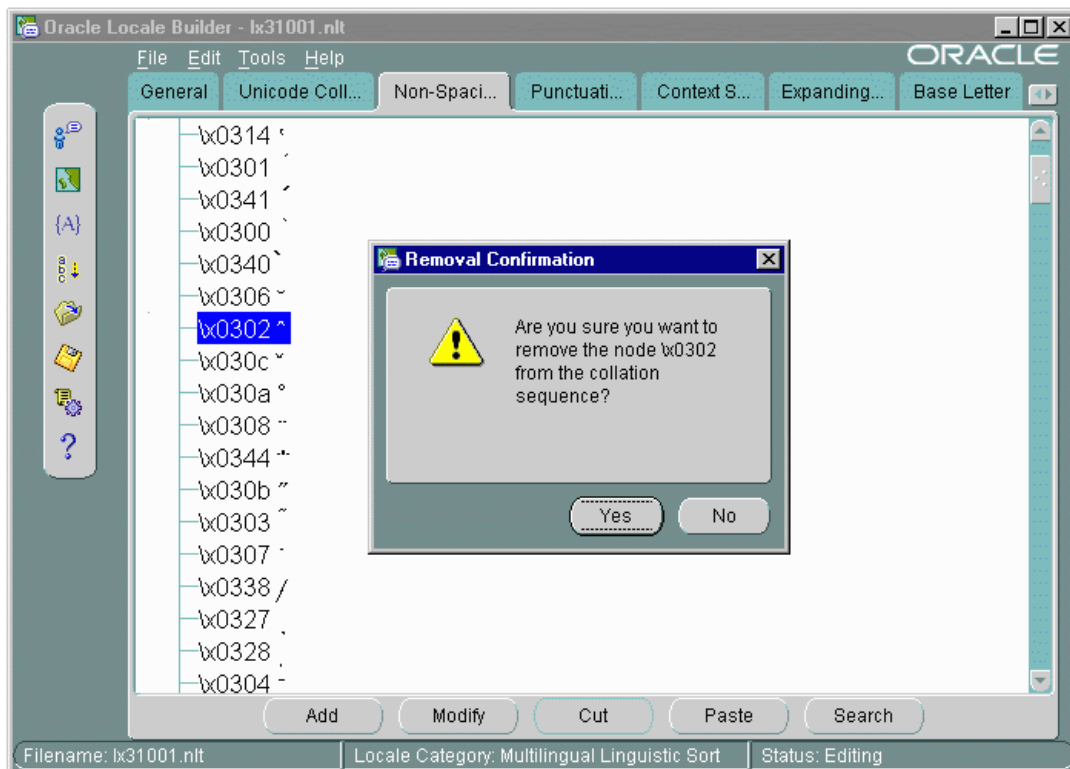 Oracle Locale Builder - lx31001.nlt
File Edit Tools Help
ORACLE
General Unicode Coll... Non-Spaci... Punctuati... Context S... Expanding... Base Letter
\x0314 ʽ
\x0301 ´
\x0341 ´
\x0300 `
\x0340 `
\x0306 ˘
\x0302 ^
\x030c ˇ
\x030a °
\x0308 ¨
\x0344 ΅
\x030b ˝
\x0303 ˜
\x0307 ˙
\x0338 /
\x0327 ¸
\x0328 ˛
\x0304 ¯
{A}
a
b
c
?
Removal Confirmation
Are you sure you want to
remove the node \x0302
from the collation
sequence?
Yes No
Add Modify Cut Paste Search
Filename: lx31001.nlt Locale Category: Multilingual Linguistic Sort Status: Editing